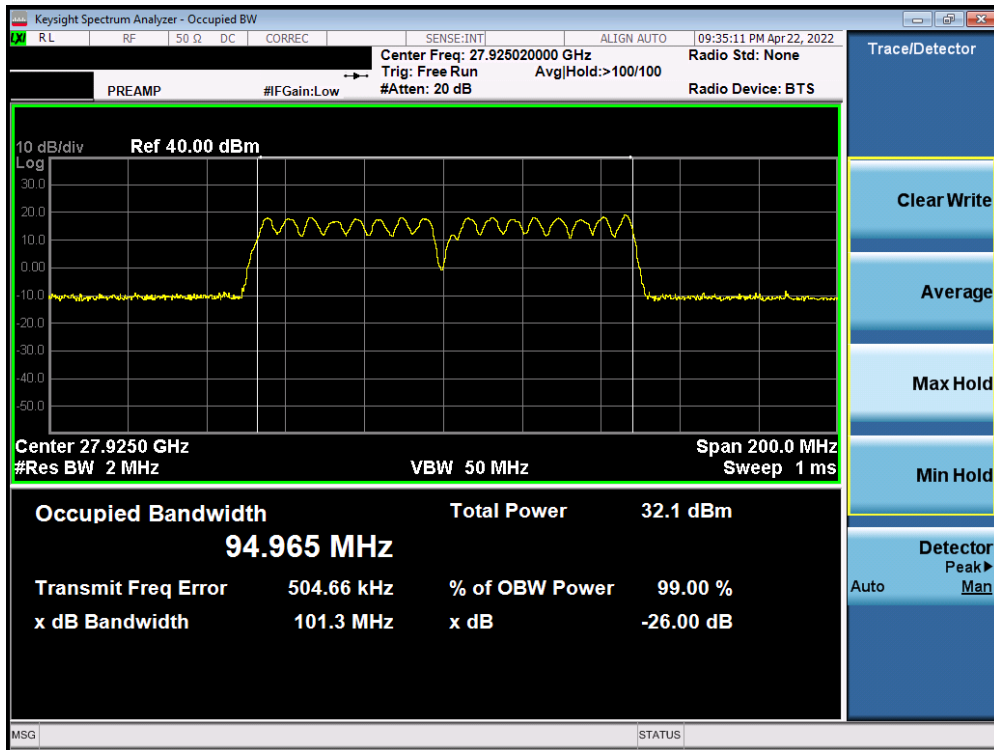 Keysight Spectrum Analyzer - Occupied BW
LXI RL RF 50 Ω DC CORREC SENSE:INT ALIGN AUTO 09:35:11 PM Apr 22, 2022
Center Freq: 27.925020000 GHz Radio Std: None
Trig: Free Run Avg|Hold:>100/100
PREAMP #IFGain:Low #Atten: 20 dB Radio Device: BTS
10 dB/div Ref 40.00 dBm
Log
30.0
20.0
10.0
0.00
-10.0
-20.0
-30.0
-40.0
-50.0
Center 27.9250 GHz Span 200.0 MHz
#Res BW 2 MHz VBW 50 MHz Sweep 1 ms
Occupied Bandwidth Total Power 32.1 dBm
94.965 MHz
Transmit Freq Error 504.66 kHz % of OBW Power 99.00 %
x dB Bandwidth 101.3 MHz x dB -26.00 dB
Trace/Detector
Clear Write
Average
Max Hold
Min Hold
Detector
Peak▶
Auto Man
MSG STATUS